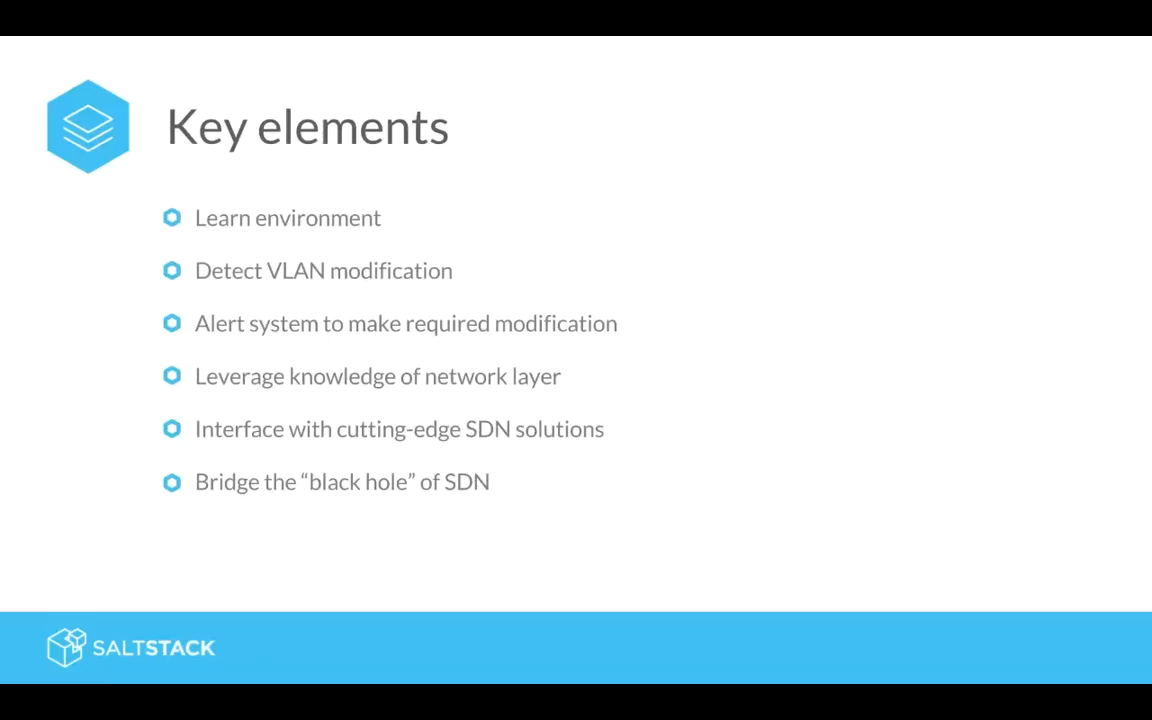 Key elements
Learn environment
Detect VLAN modification
Alert system to make required modification
Leverage knowledge of network layer
Interface with cutting-edge SDN solutions
Bridge the “black hole” of SDN
SALTSTACK